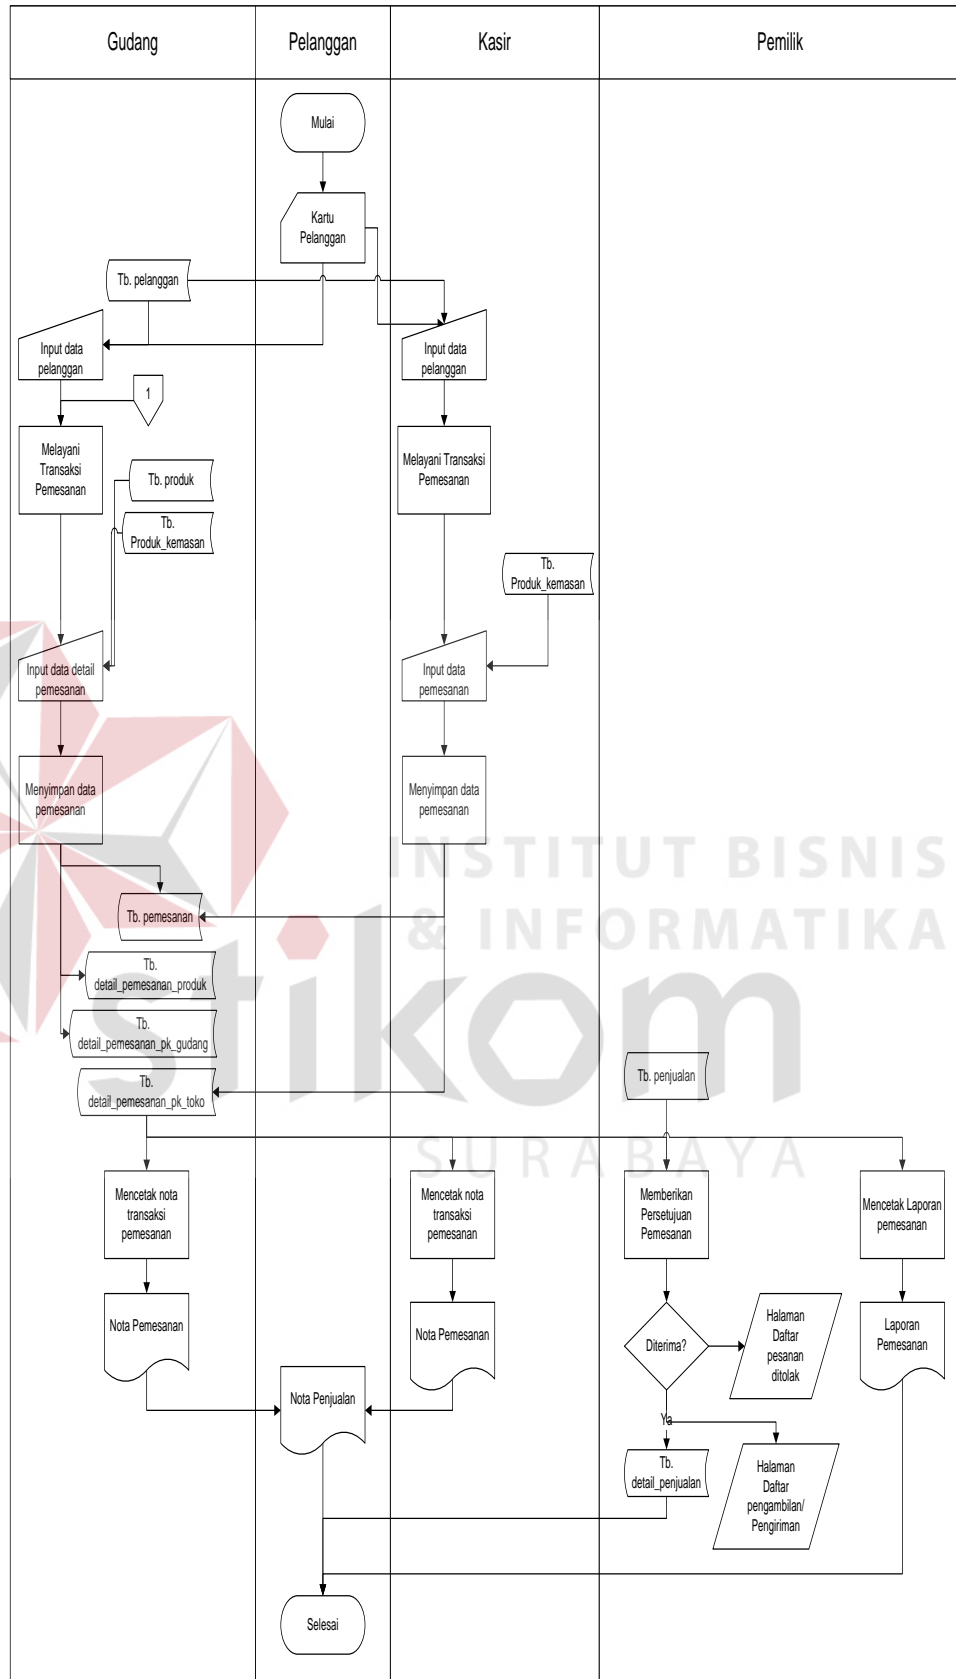 Gudang
Pelanggan
Kasir
Pemilik
Mulai
Kartu
Pelanggan
Tb. pelanggan
Input data
pelanggan
Input data
pelanggan
1
Melayani
Transaksi
Pemesanan
Melayani Transaksi
Pemesanan
Tb. produk
Tb.
Produk_kemasan
Tb.
Produk_kemasan
Input data detail
pemesanan
Input data
pemesanan
Menyimpan data
pemesanan
Menyimpan data
pemesanan
INSTITUT BISNIS
& INFORMATIKA
stikom
SURABAYA
Tb. pemesanan
Tb.
detail_pemesanan_produk
Tb.
detail_pemesanan_pk_gudang
Tb.
detail_pemesanan_pk_toko
Tb. penjualan
Mencetak nota
transaksi
pemesanan
Mencetak nota
transaksi
pemesanan
Memberikan
Persetujuan
Pemesanan
Mencetak Laporan
pemesanan
Nota Pemesanan
Nota Pemesanan
Diterima?
Halaman
Daftar
pesanan
ditolak
Laporan
Pemesanan
Nota Penjualan
Ya
Tb.
detail_penjualan
Halaman
Daftar
pengambilan/
Pengiriman
Selesai